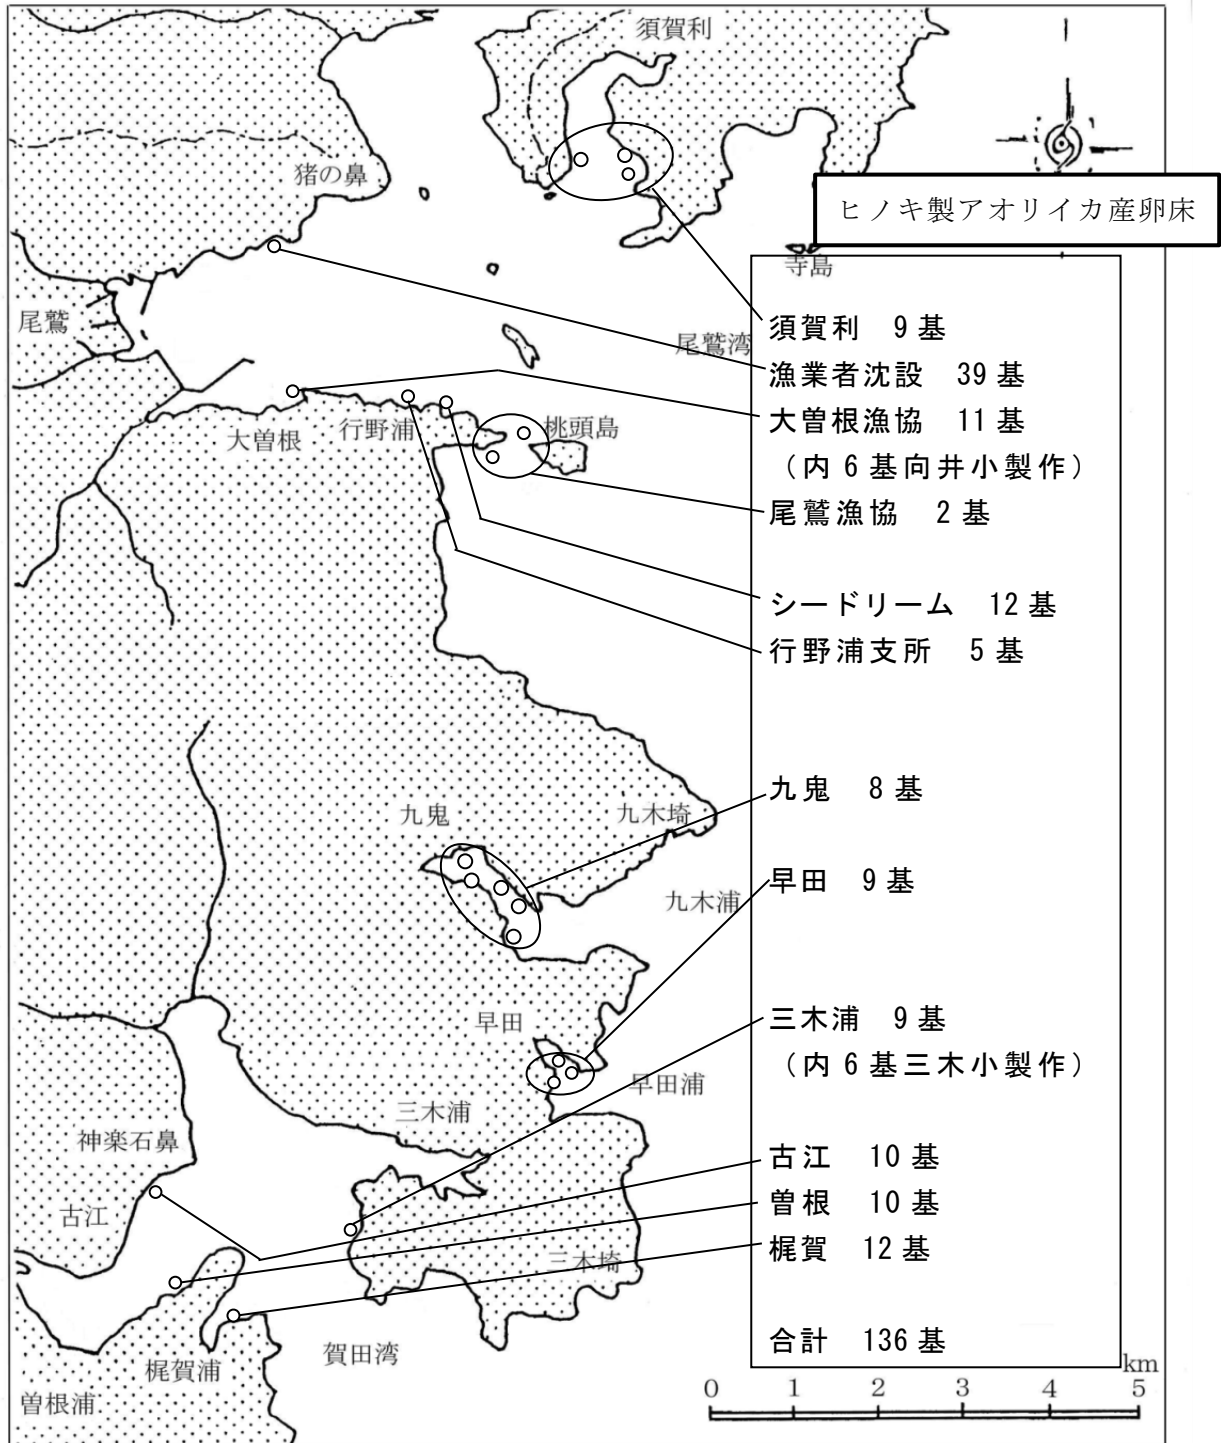 須賀利
猪の鼻
ヒノキ製アオリイカ産卵床
寺島
尾鷲
尾鷲湾
須賀利 9基
漁業者沈設 39基
大曽根漁協 11基
(内6基向井小製作)
尾鷲漁協 2基
大曽根
行野浦
桃頭島
シードリーム 12基
行野浦支所 5基
九鬼 8基
九鬼
九木埼
早田 9基
九木浦
三木浦 9基
(内6基三木小製作)
早田
早田浦
三木浦
神楽石鼻
古江 10基
曽根 10基
梶賀 12基
古江
三木埼
合計 136基
賀田湾
梶賀浦
曽根浦
km
0 1 2 3 4 5